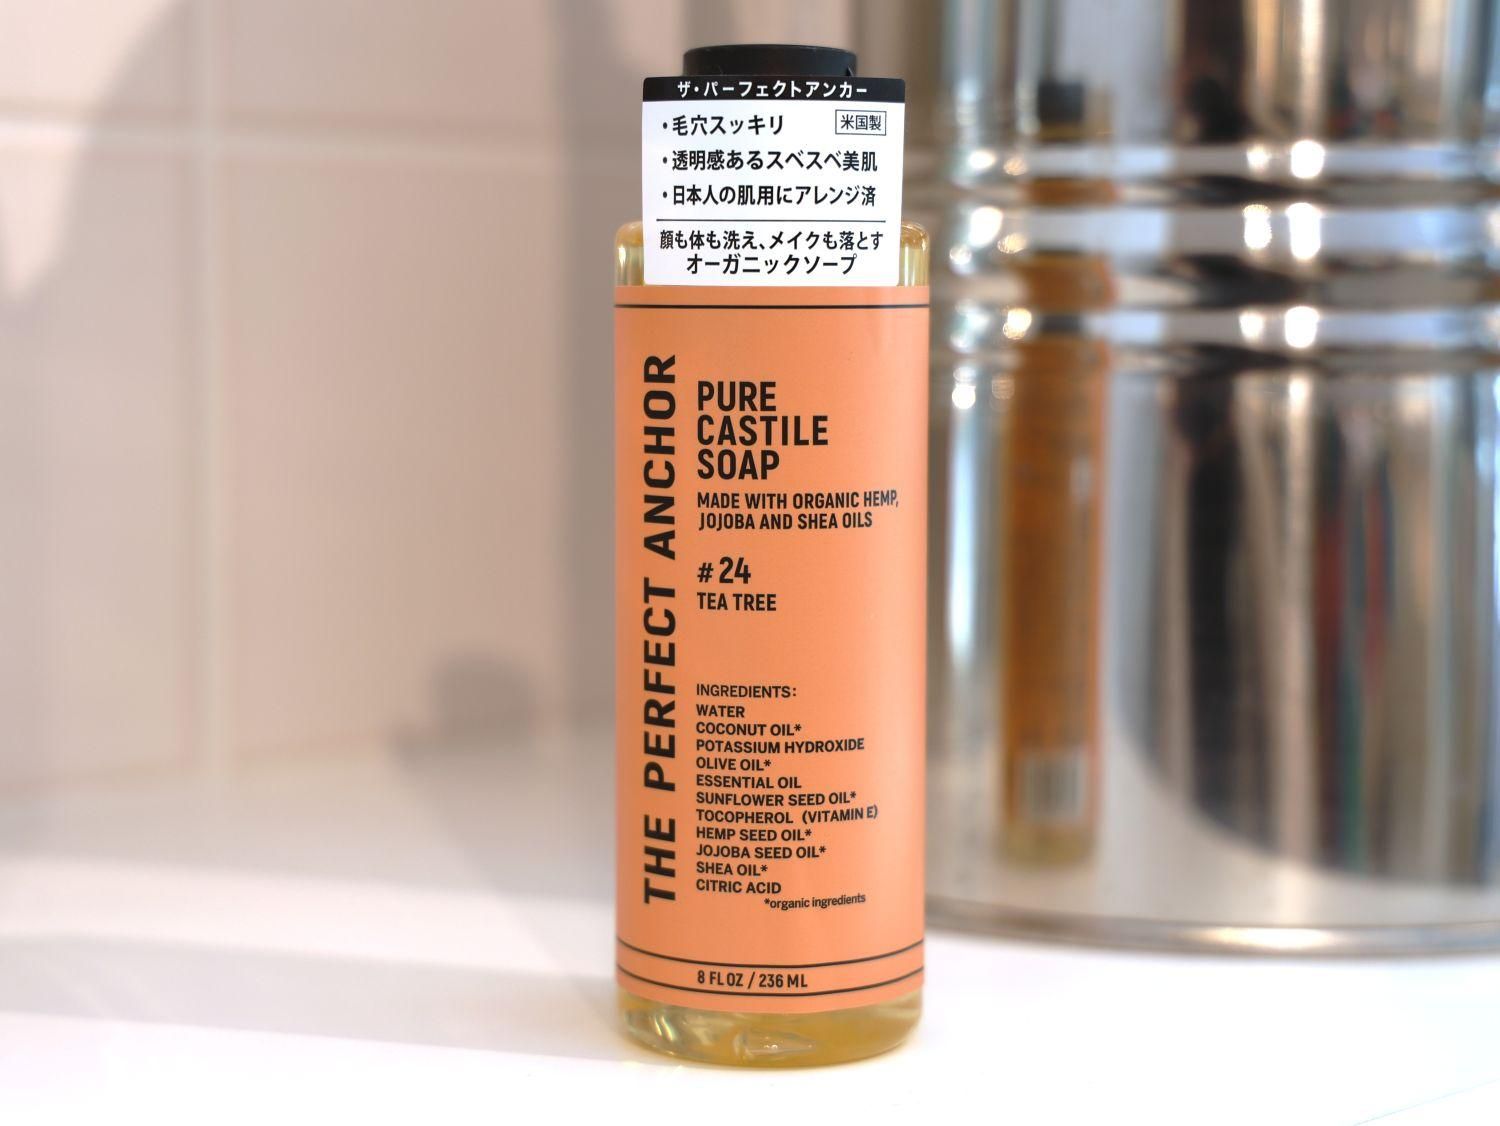 ザ・パーフェクトアンカー
・毛穴スッキリ
米国製
・透明感あるスベスベ美肌
・日本人の肌用にアレンジ済
顔も体も洗え、メイクも落とす
オーガニックソープ
THE PERFECT ANCHOR
PURE
CASTILE
SOAP
MADE WITH ORGANIC HEMP,
JOJOBA AND SHEA OILS
#24
TEA TREE
INGREDIENTS:
WATER
COCONUT OIL*
POTASSIUM HYDROXIDE
OLIVE OIL*
ESSENTIAL OIL
SUNFLOWER SEED OIL*
TOCOPHEROL (VITAMIN E)
HEMP SEED OIL*
JOJOBA SEED OIL*
SHEA OIL*
CITRIC ACID
*organic ingredients
8 FL OZ / 236 ML